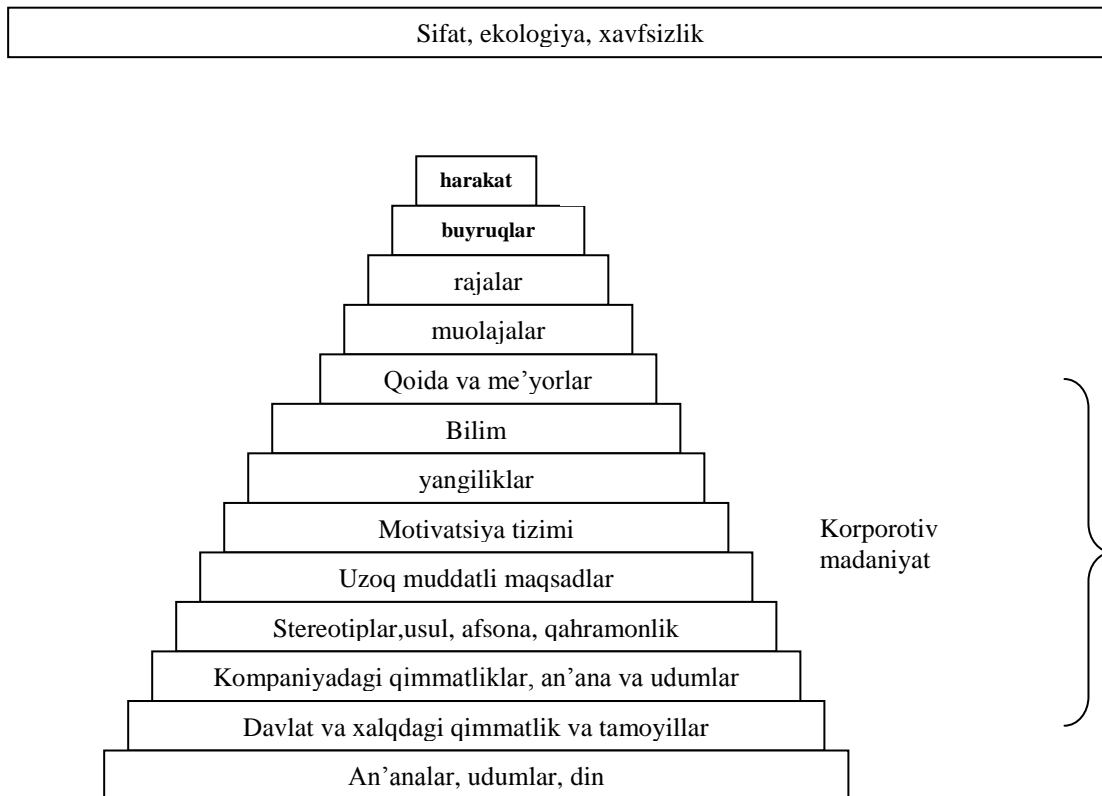 Sifat, ekologiya, xavfsizlik
harakat
buyruqlar
rajalar
muolajalar
Qoida va me’yorlar
Bilim
yangiliklar
Motivatsiya tizimi
Uzoq muddatli maqsadlar
Stereotiplar,usul, afsona, qahramonlik
Kompaniyadagi qimmatliklar, an’ana va udumlar
Davlat va xalqdagi qimmatlik va tamoyillar
An’analar, udumlar, din
Korporotiv
madaniyat